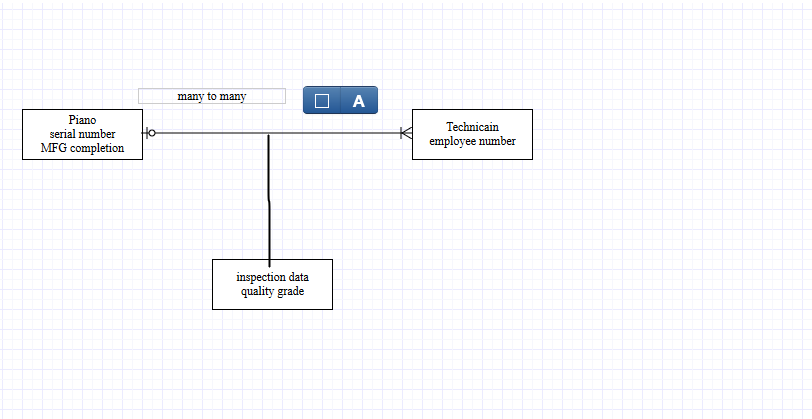 many to many
A
Piano
serial number
MFG completion
Technicain
employee number
inspection data
quality grade